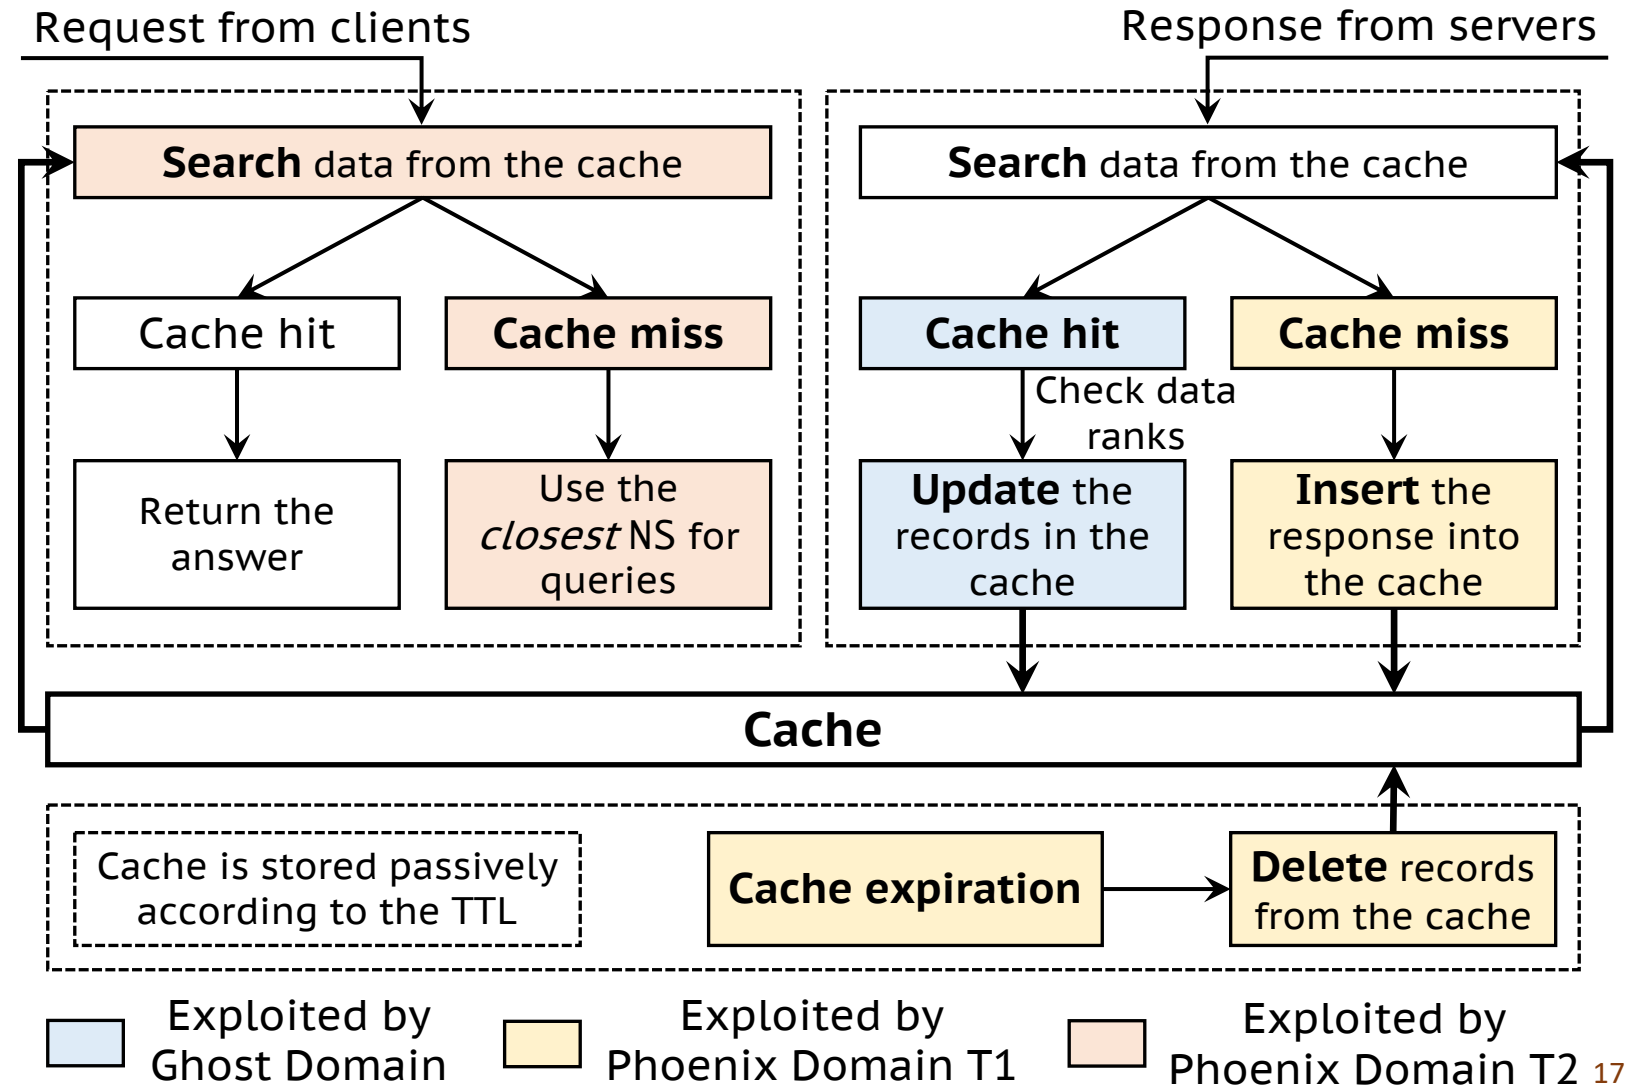 Request from clients
Response from servers
Search data from the cache
Search data from the cache
Cache hit
Cache miss
Cache hit
Cache miss
Check data
ranks
Return the
answer
Use the
closest NS for
queries
Update the
records in the
cache
Insert the
response into
the cache
Cache
Cache is stored passively
according to the TTL
Cache expiration
Delete records
from the cache
Exploited by
Ghost Domain
Exploited by
Phoenix Domain T1
Exploited by
Phoenix Domain T2
17